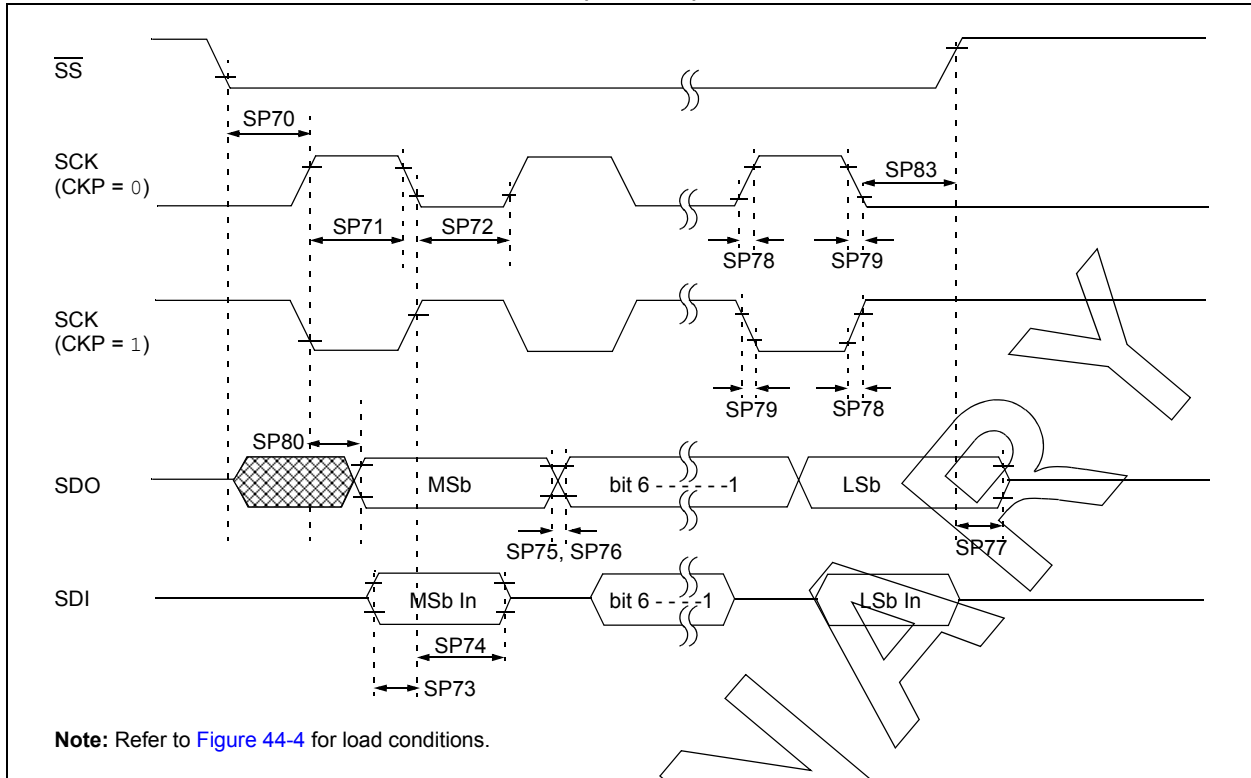 SS
SP70
SCK
(CKP = 0)
SP83
SP71
SP72
SP78
SP79
SCK
(CKP = 1)
SP79
SP78
SP80
SDO
MSb
bit 6 - - - - - -1
LSb
SP75, SP76
SP77
SDI
MSb In
bit 6 - - - -1
LSb In
SP74
SP73
Note: Refer to Figure 44-4 for load conditions.